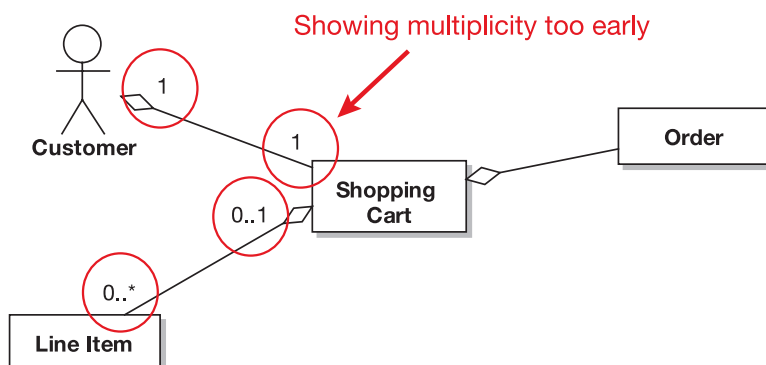 Showing multiplicity too early
1
Customer
1
Order
Shopping
Cart
0..1
0..*
Line Item